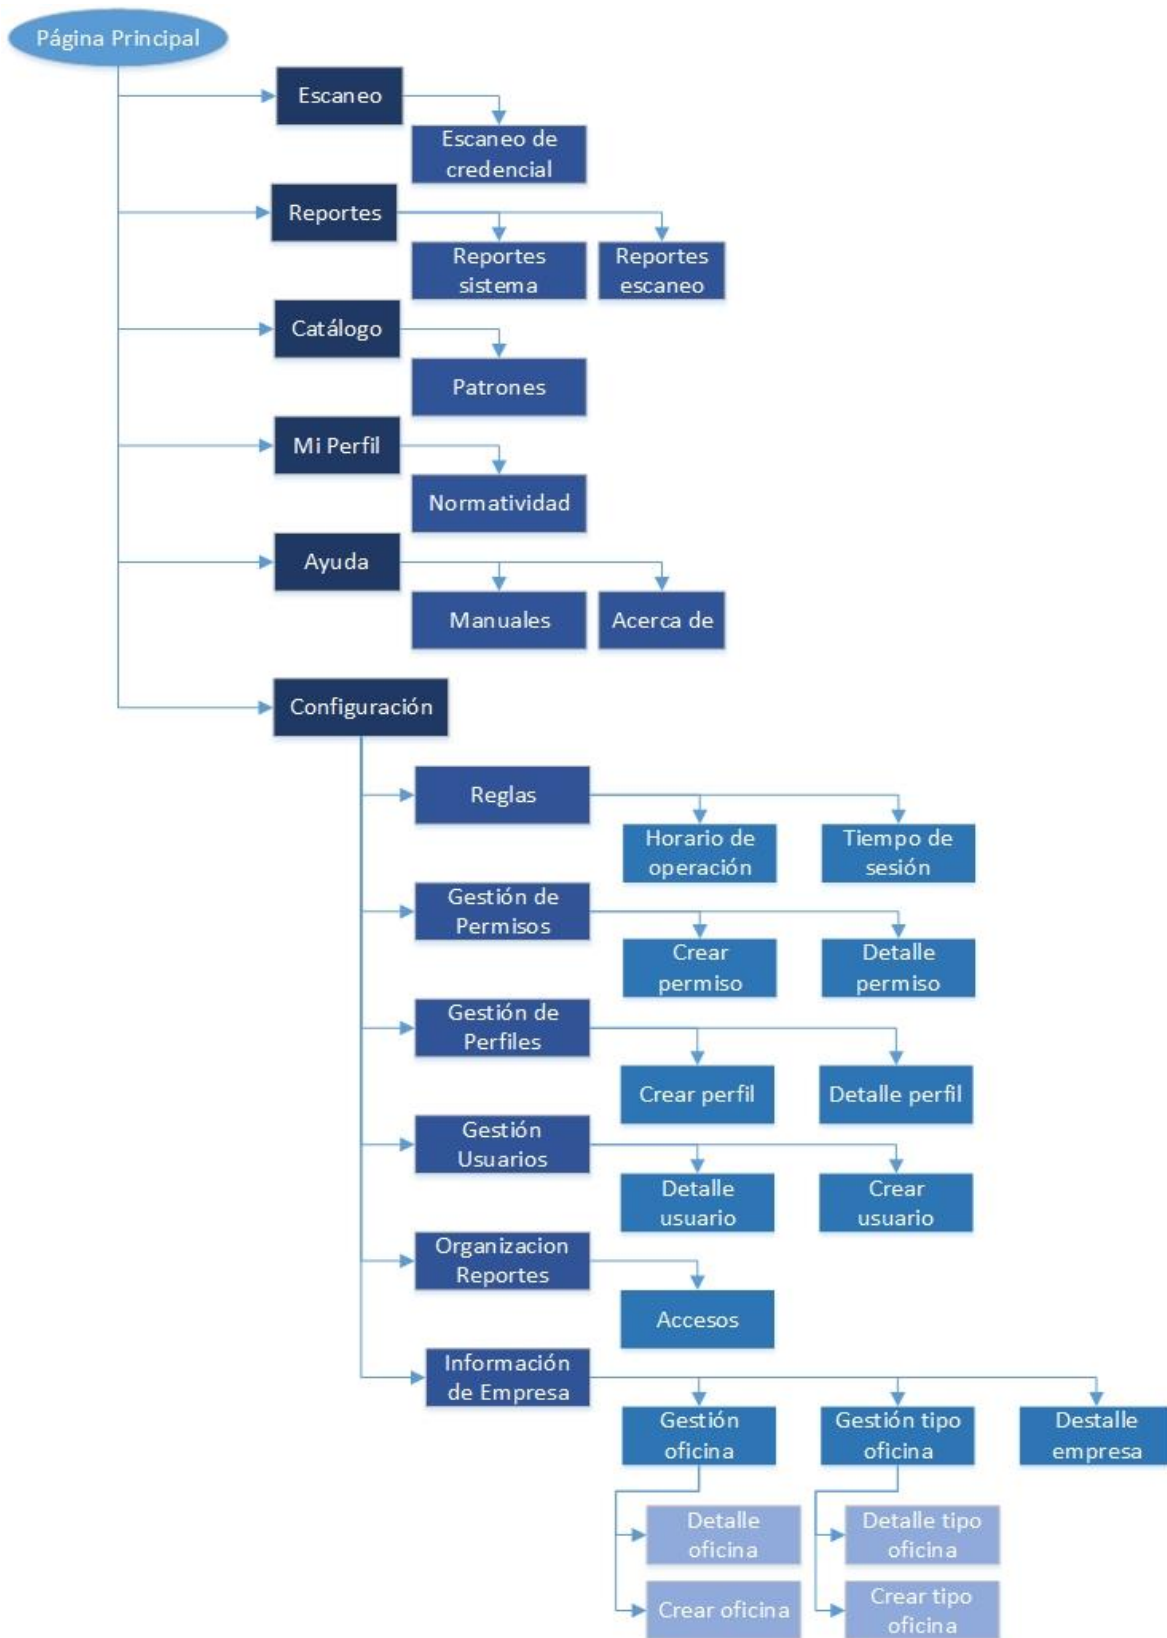 Página Principal
Escaneo
Escaneo de
credencial
Reportes
Reportes
sistema
Reportes
escaneo
Catálogo
Patrones
Mi Perfil
Normatividad
Ayuda
Manuales
Acerca de
Configuración
Reglas
Horario de
operación
Tiempo de
sesión
Gestión de
Permisos
Crear
permiso
Detalle
permiso
Gestión de
Perfiles
Crear perfil
Detalle perfil
Gestión
Usuarios
Detalle
usuario
Crear
usuario
Organizacion
Reportes
Accesos
Información
de Empresa
Gestión
oficina
Gestión tipo
oficina
Destalle
empresa
Detalle
oficina
Detalle tipo
oficina
Crear oficina
Crear tipo
oficina